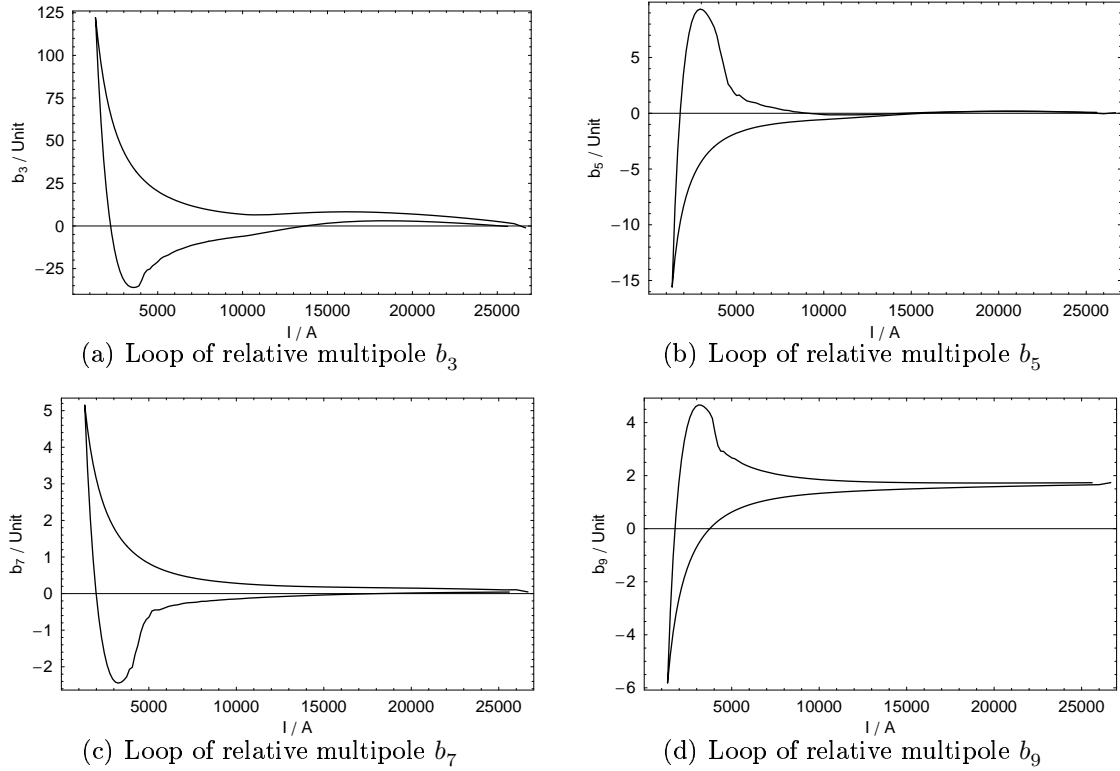 125
100
75
50
25
0
−25
b3 / Unit
5000 10000 15000 20000 25000
I / A
(a) Loop of relative multipole b3
5
0
−5
−10
−15
b5 / Unit
5000 10000 15000 20000 25000
I / A
(b) Loop of relative multipole b5
5
4
3
2
1
0
−1
−2
b7 / Unit
5000 10000 15000 20000 25000
I / A
(c) Loop of relative multipole b7
4
2
0
−2
−4
−6
b9 / Unit
5000 10000 15000 20000 25000
I / A
(d) Loop of relative multipole b9